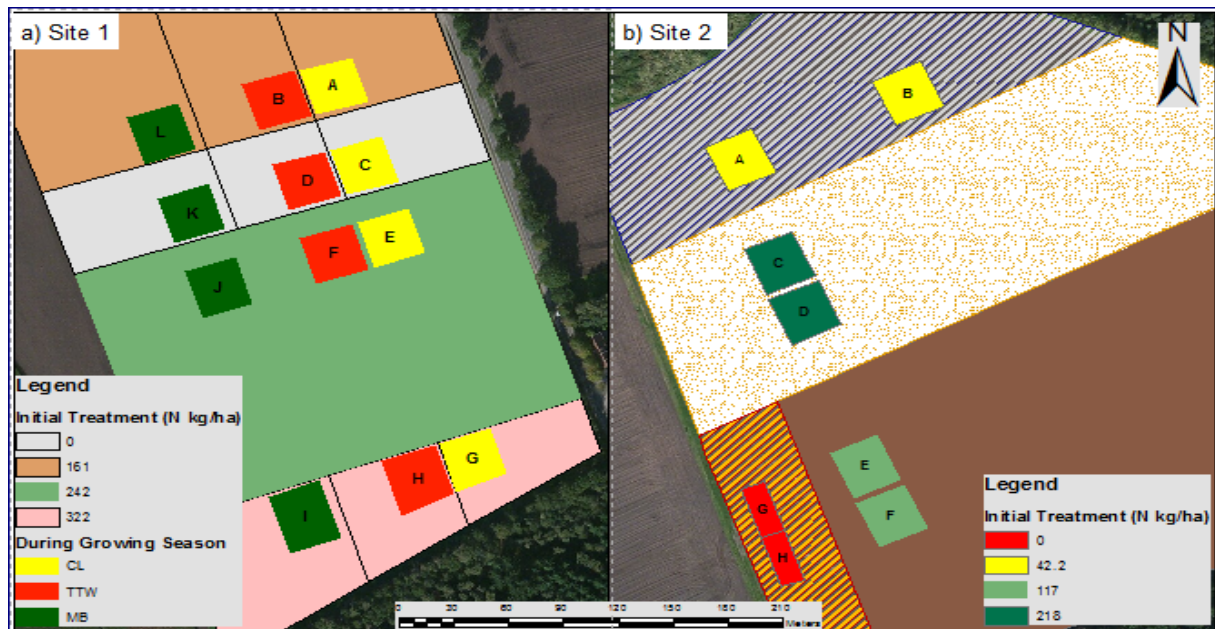 a) Site 1
A
B
L
C
D
K
E
F
J
G
H
I
Legend
Initial Treatment (N kg/ha)
0
161
242
322
During Growing Season
CL
TTW
MB
0 30 60 90 120 150 180 210
Meters
b) Site 2
N
B
A
C
D
E
F
G
H
Legend
Initial Treatment (N kg/ha)
0
42.2
117
218